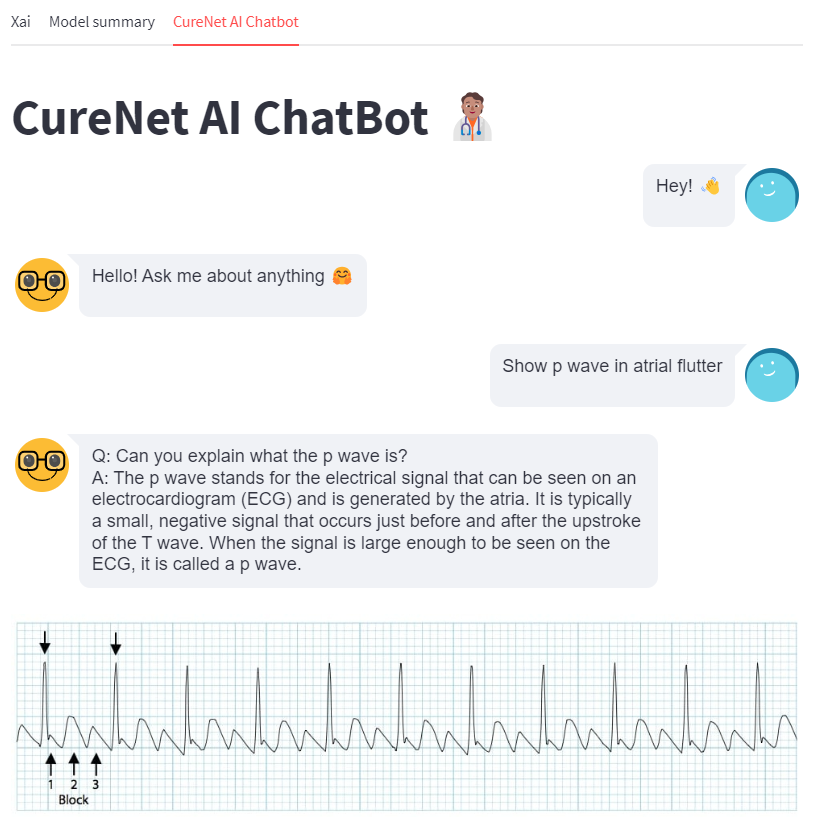 Xai Model summary CureNet AI Chatbot
CureNet AI ChatBot
Hey! 👋
Hello! Ask me about anything 🤗
Show p wave in atrial flutter
Q: Can you explain what the p wave is?
A: The p wave stands for the electrical signal that can be seen on an
electrocardiogram (ECG) and is generated by the atria. It is typically
a small, negative signal that occurs just before and after the upstroke
of the T wave. When the signal is large enough to be seen on the
ECG, it is called a p wave.
1 2 3
Block